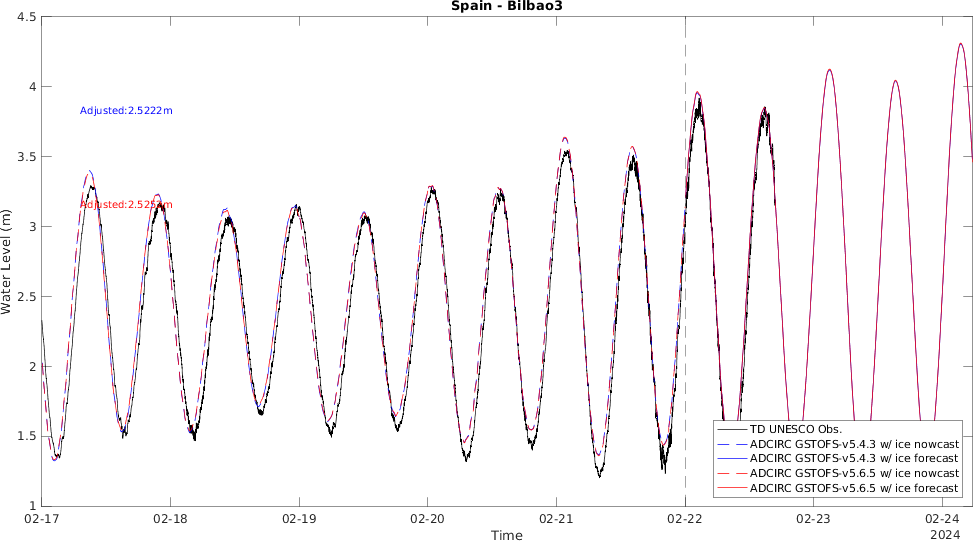 Spain - Bilbao3
4.5
4
3.5
3
2.5
2
1.5
1
Water Level (m)
Adjusted:2.5222m
Adjusted:2.5253m
TD UNESCO Obs.
ADCIRC GSTOFS-v5.4.3 w/ ice nowcast
ADCIRC GSTOFS-v5.4.3 w/ ice forecast
ADCIRC GSTOFS-v5.6.5 w/ ice nowcast
ADCIRC GSTOFS-v5.6.5 w/ ice forecast
02-17 02-18 02-19 02-20 02-21 02-22 02-23 02-24
Time
2024